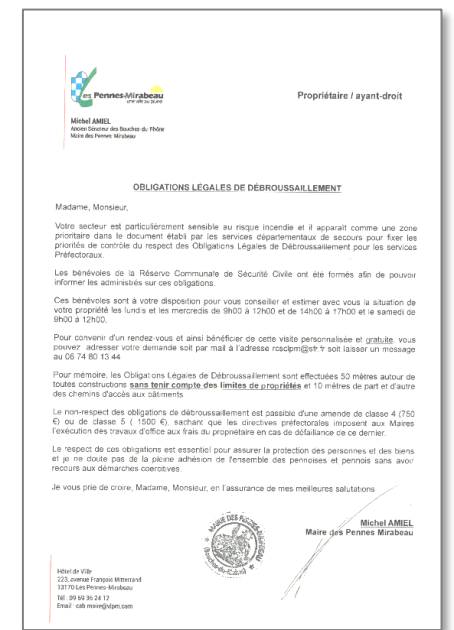 Les Pennes-Mirabeau
une ville au pluriel
Propriétaire / ayant-droit
Michel AMIEL
Ancien Sénateur des Bouches du Rhône
Maire des Pennes Mirabeau
OBLIGATIONS LÉGALES DE DÉBROUSSAILLEMENT
Madame, Monsieur,
Votre secteur est particulièrement sensible au risque incendie et il apparaît comme une zone
prioritaire dans le document établi par les services départementaux de secours pour fixer les
priorités de contrôle du respect des Obligations Légales de Débroussaillement pour les services
Préfectoraux.
Les bénévoles de la Réserve Communale de Sécurité Civile ont été formés afin de pouvoir
informer les administrés sur ces obligations.
Ces bénévoles sont à votre disposition pour vous conseiller et estimer avec vous la situation de
votre propriété les lundis et les mercredis de 9h00 à 12h00 et de 14h00 à 17h00 et le samedi de
9h00 à 12h00.
Pour convenir d'un rendez-vous et ainsi bénéficier de cette visite personnalisée et gratuite, vous
pouvez adresser votre demande soit par mail à l'adresse rcsclpm@sfr.fr soit laisser un message
au 06 74 80 13 44
Pour mémoire, les Obligations Légales de Débroussaillement sont effectuées 50 mètres autour de
toutes constructions sans tenir compte des limites de propriétés et 10 mètres de part et d'autre
des chemins d'accès aux bâtiments
Le non-respect des obligations de débroussaillement est passible d'une amende de classe 4 (750
€) ou de classe 5 ( 1500 €), sachant que les directives préfectorales imposent aux Maires
l'exécution des travaux d'office aux frais du propriétaire en cas de défaillance de ce dernier.
Le respect de ces obligations est essentiel pour assurer la protection des personnes et des biens
et je ne doute pas de la pleine adhésion de l'ensemble des pennoises et pennois sans avoir
recours aux démarches coercitives.
Je vous prie de croire, Madame, Monsieur, en l'assurance de mes meilleures salutations
MAIRIE DES PENNES-MIRABEAU
(Bouches-du-Rhône)
Michel AMIEL
Maire des Pennes Mirabeau
Hôtel de Ville
223, avenue François Mitterrand
13170 Les Pennes-Mirabeau
Tél : 09 69 36 24 12
Email : cab.maire@vlpm.com